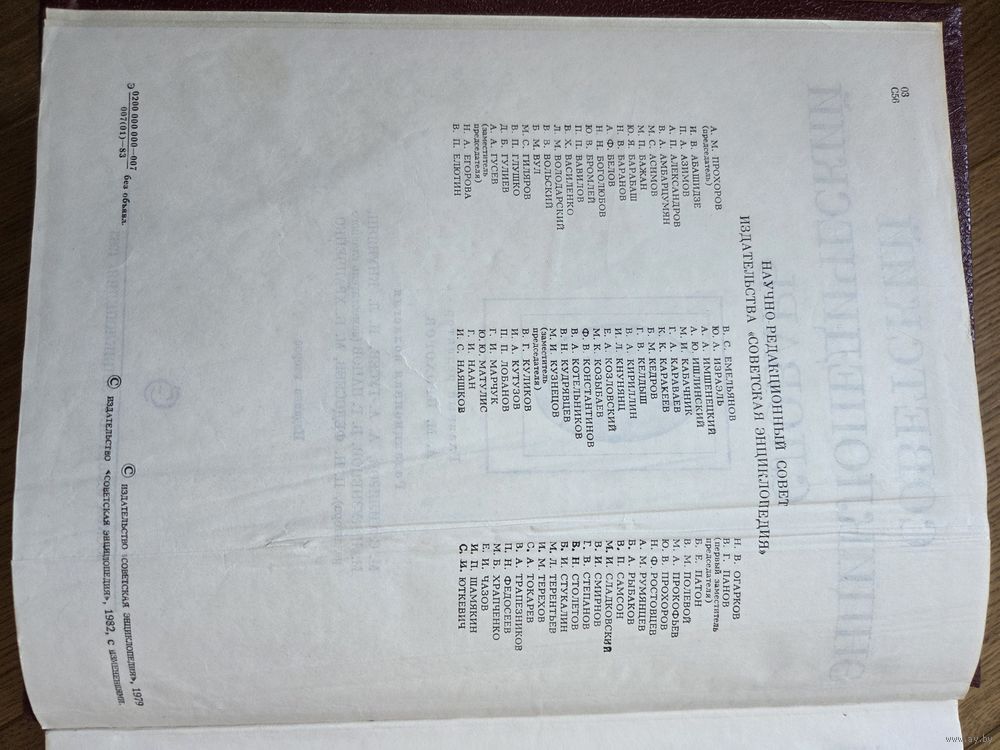 03
С56
НАУЧНО-РЕДАКЦИОННЫЙ СОВЕТ
ИЗДАТЕЛЬСТВА «СОВЕТСКАЯ ЭНЦИКЛОПЕДИЯ»
А. М. ПРОХОРОВ
(председатель)
И. В. АБАШИДЗЕ
П. А. АЗИМОВ
А. П. АЛЕКСАНДРОВ
В. А. АМБАРЦУМЯН
М. С. АСИМОВ
М. П. БАЖАН
Ю. Я. БАРАБАШ
Н. В. БАРАНОВ
А. Ф. БЕЛОВ
Н. Н. БОГОЛЮБОВ
Ю. В. БРОМЛЕЙ
П. П. ВАВИЛОВ
В. Х. ВАСИЛЕНКО
Л. М. ВОЛОДАРСКИЙ
В. В. ВОЛЬСКИЙ
Б. М. ВУЛ
М. С. ГИЛЯРОВ
В. П. ГЛУШКО
Д. Б. ГУЛИЕВ
А. А. ГУСЕВ
(заместитель
председателя)
Н. А. ЕГОРОВА
В. П. ЕЛЮТИН
В. С. ЕМЕЛЬЯНОВ
Ю. А. ИЗРАЭЛЬ
А. А. ИМШЕНЕЦКИЙ
А. Ю. ИШЛИНСКИЙ
М. И. КАБАЧНИК
Г. А. КАРАВАЕВ
К. К. КАРАКЕЕВ
Б. М. КЕДРОВ
Г. В. КЕЛДЫШ
В. А. КИРИЛЛИН
И. Л. КНУНЯНЦ
Е. А. КОЗЛОВСКИЙ
М. К. КОЗЫБАЕВ
Ф. В. КОНСТАНТИНОВ
В. А. КОТЕЛЬНИКОВ
В. Н. КУДРЯВЦЕВ
М. И. КУЗНЕЦОВ
(заместитель
председателя)
В. Г. КУЛИКОВ
И. А. КУТУЗОВ
П. П. ЛОБАНОВ
Г. И. МАРЧУК
Ю. Ю. МАТУЛИС
Г. И. НААН
И. С. НАЯШКОВ
Н. В. ОГАРКОВ
В. Г. ПАНОВ
(первый заместитель
председателя)
Б. Е. ПАТОН
В. М. ПОЛЕВОЙ
М. А. ПРОКОФЬЕВ
Ю. В. ПРОХОРОВ
Н. Ф. РОСТОВЦЕВ
А. М. РУМЯНЦЕВ
Б. А. РЫБАКОВ
В. П. САМСОН
М. И. СЛАДКОВСКИЙ
В. И. СМИРНОВ
Г. В. СТЕПАНОВ
В. Н. СТОЛЕТОВ
Б. И. СТУКАЛИН
М. Л. ТЕРЕНТЬЕВ
И. М. ТЕРЕХОВ
С. А. ТОКАРЕВ
В. А. ТРАПЕЗНИКОВ
П. Н. ФЕДОСЕЕВ
М. Б. ХРАПЧЕНКО
Е. И. ЧАЗОВ
И. П. ШАМЯКИН
С. И. ЮТКЕВИЧ
© ИЗДАТЕЛЬСТВО «СОВЕТСКАЯ ЭНЦИКЛОПЕДИЯ», 1979
Э 0200 000 000—007 без объявл.
007(01)—83
© ИЗДАТЕЛЬСТВО «СОВЕТСКАЯ ЭНЦИКЛОПЕДИЯ», 1982, С ИЗМЕНЕНИЯМИ.
www.ay.by